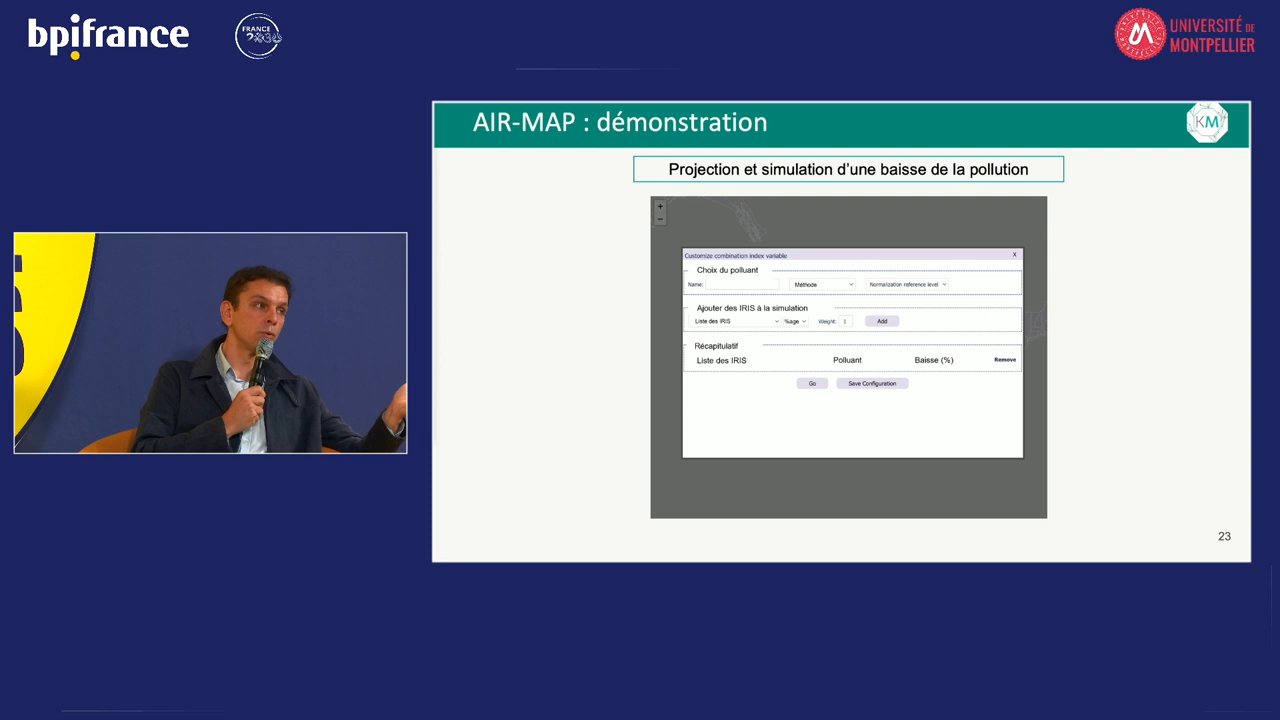 bpifrance
FRANCE
2030
UNIVERSITÉ DE
MONTPELLIER
AIR-MAP : démonstration
KM
Projection et simulation d'une baisse de la pollution
+
−
Customize combination index variable
X
Choix du polluant
Name:
Méthode
Normalization reference level
Ajouter des IRIS à la simulation
Liste des IRIS
%age
Weight:
1
Add
Récapitulatif
Liste des IRIS
Polluant
Baisse (%)
Remove
Go
Save Configuration
23